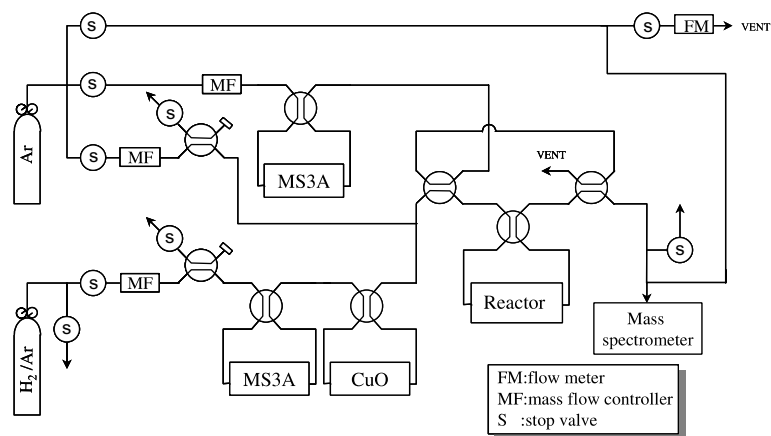 S
S
FM
VENT
S
MF
S
Ar
S
MF
MS3A
VENT
S
S
S
MF
S
Reactor
Mass
spectrometer
H2/Ar
MS3A
CuO
FM:flow meter
MF:mass flow controller
S :stop valve